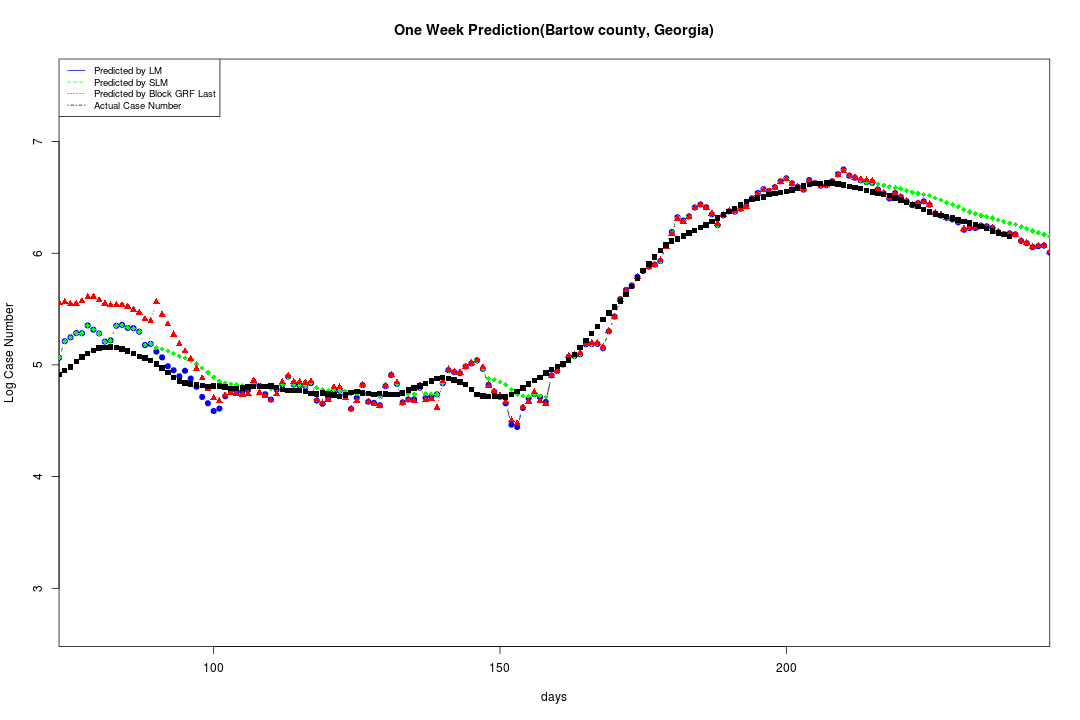 One Week Prediction(Bartow county, Georgia)
Predicted by LM
Predicted by SLM
Predicted by Block GRF Last
Actual Case Number
7
6
5
4
3
Log Case Number
100 150 200
days